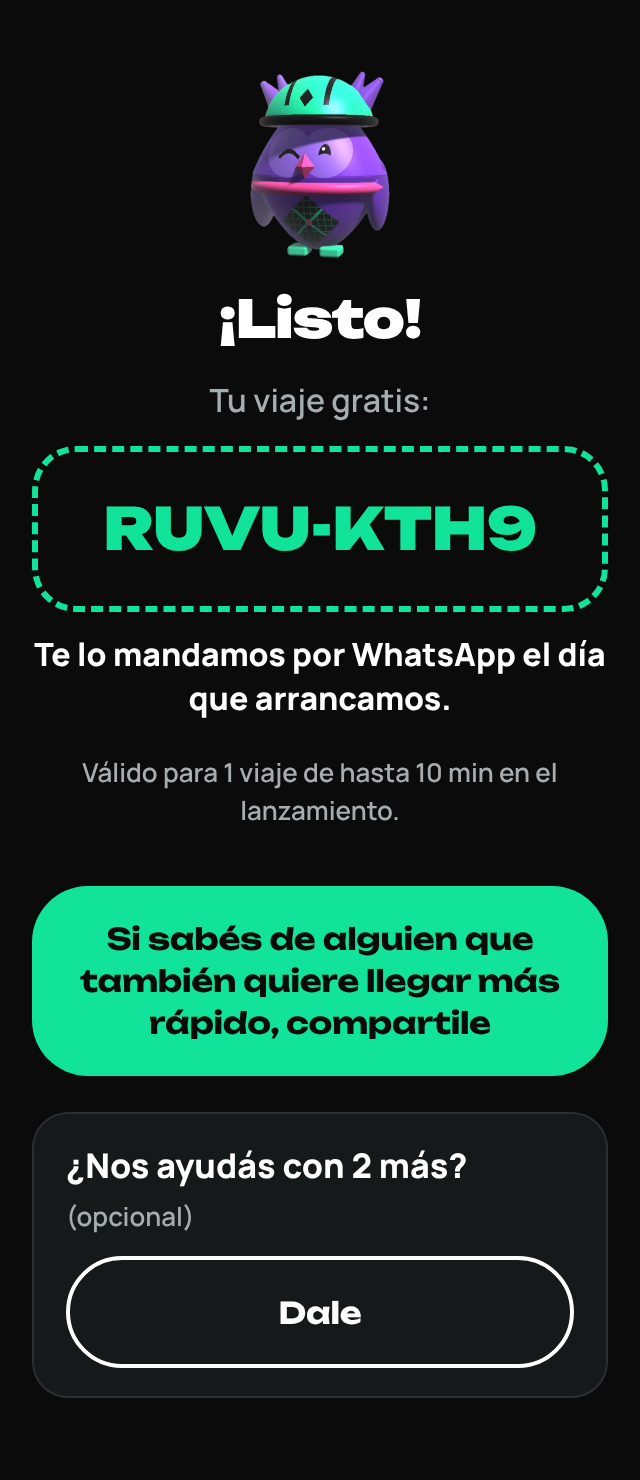 ¡Listo!
Tu viaje gratis:
RUVU-KTH9
Te lo mandamos por WhatsApp el día
que arrancamos.
Válido para 1 viaje de hasta 10 min en el
lanzamiento.
Si sabés de alguien que
también quiere llegar más
rápido, compartile
¿Nos ayudás con 2 más?
(opcional)
Dale